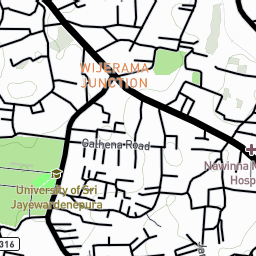 WIJERAMA
JUNCTION
Gathena Road
Nawinna
Hosp
University of Sri
Jayewardenepura
316